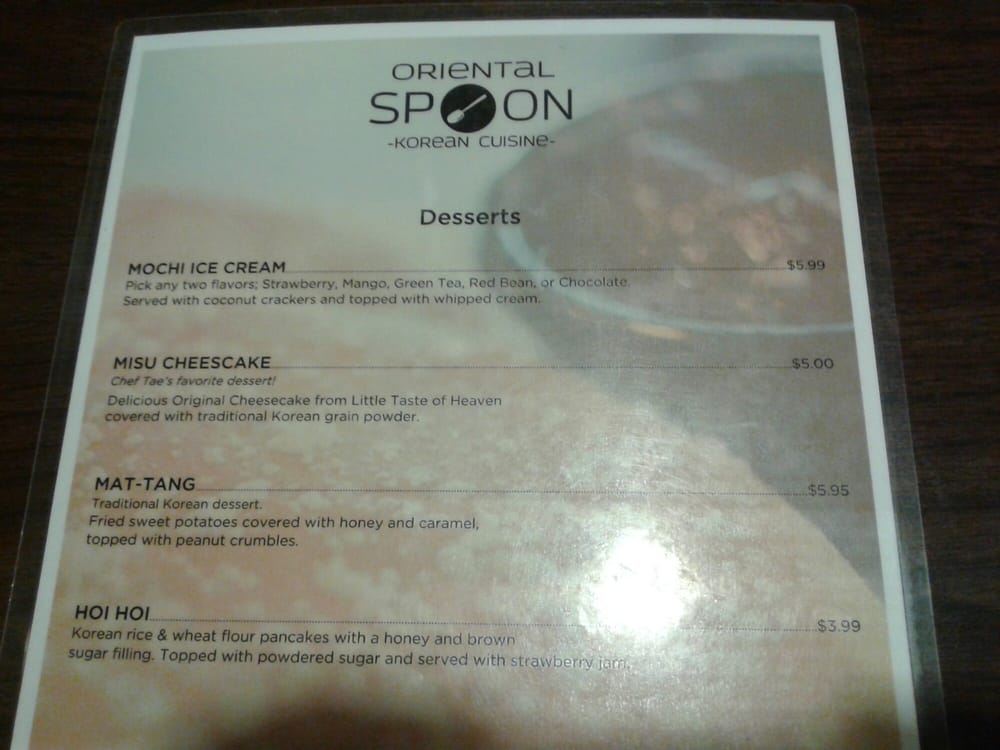 ORIENTAL
SPOON
-KOREAN CUISINE-
Desserts
MOCHI ICE CREAM $5.99
Pick any two flavors; Strawberry, Mango, Green Tea, Red Bean, or Chocolate.
Served with coconut crackers and topped with whipped cream.
MISU CHEESCAKE $5.00
Chef Tae's favorite dessert!
Delicious Original Cheesecake from Little Taste of Heaven
covered with traditional Korean grain powder.
MAT-TANG $5.95
Traditional Korean dessert.
Fried sweet potatoes covered with honey and caramel,
topped with peanut crumbles.
HOI HOI $3.99
Korean rice & wheat flour pancakes with a honey and brown
sugar filling. Topped with powdered sugar and served with strawberry jam.